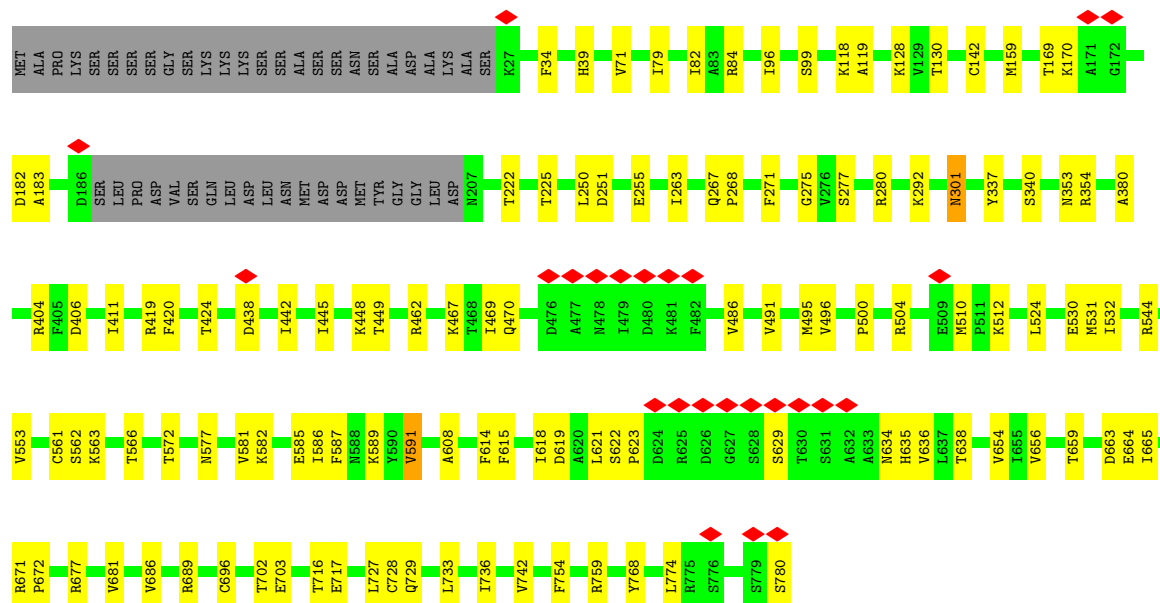 MET ALA PRO LYS SER SER SER SER GLY SER LYS LYS LYS SER SER ALA SER SER ASN SER ALA ASP ALA LYS ALA SER K27 F34 H39 V71 I79 I82 A83 R84 I96 S99 K118 A119 K128 V129 T130 C142 M159 T169 K170 A171 G172
D182 A183 D186 SER LEU PRO ASP VAL SER GLN LEU ASP LEU ASN MET ASP ASP MET TYR GLY GLY LEU ASP N207 T222 T225 L250 D251 E255 I263 Q267 P268 F271 G275 V276 S277 R280 K292 N301 Y337 S340 N353 R354 A380
R404 F405 D406 I411 R419 F420 T424 D438 I442 I445 K448 T449 R462 K467 T468 I469 Q470 D476 A477 N478 I479 D480 K481 F482 V486 V491 M495 V496 P500 R504 E509 M510 P511 K512 L524 E530 M531 I532 R544
V553 C561 S562 K563 T566 T572 N577 V581 K582 E585 I586 F587 N588 K589 Y590 V591 A608 F614 F615 I618 D619 A620 L621 S622 P623 D624 R625 D626 G627 S628 S629 T630 S631 A632 A633 N634 H635 V636 L637 T638 V654 I655 V656 T659 D663 E664 I665
R671 P672 R677 V681 V686 R689 C696 T702 E703 T716 E717 L727 C728 Q729 L733 I736 V742 F754 R759 Y768 L774 R775 S776 S779 S780